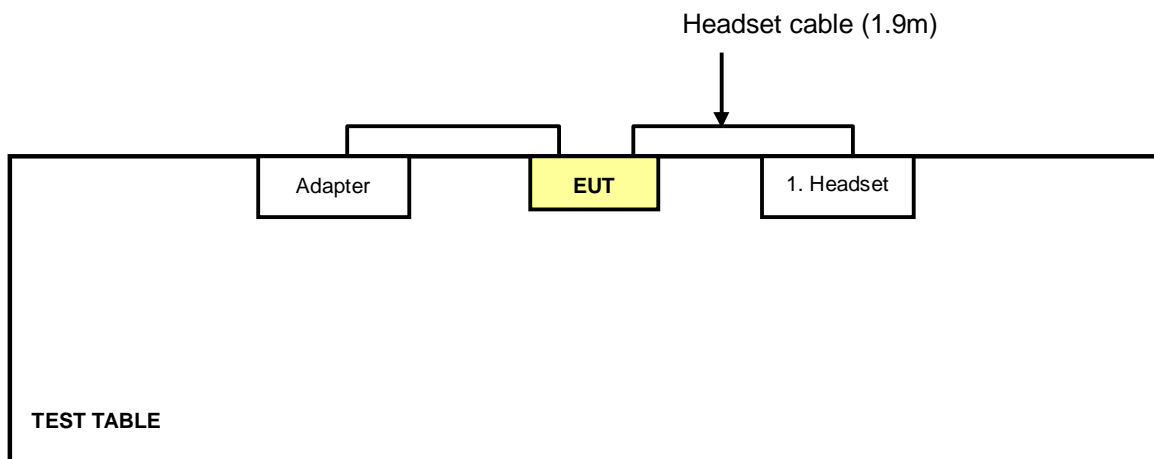 Headset cable (1.9m)
Adapter
EUT
1. Headset
TEST TABLE